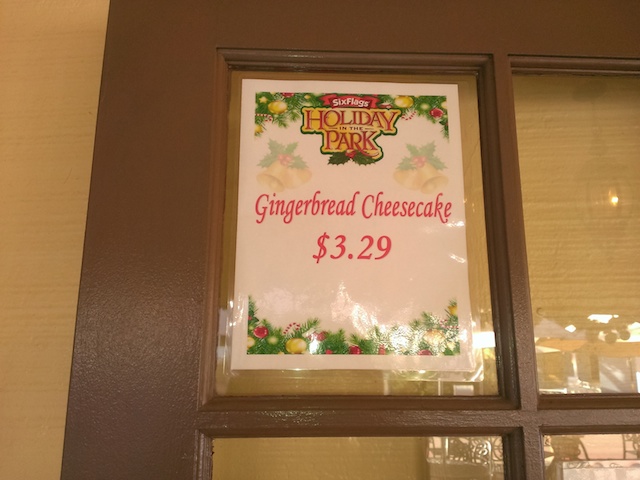 SixFlags
HOLIDAY
IN THE
PARK
Gingerbread Cheesecake
$3.29